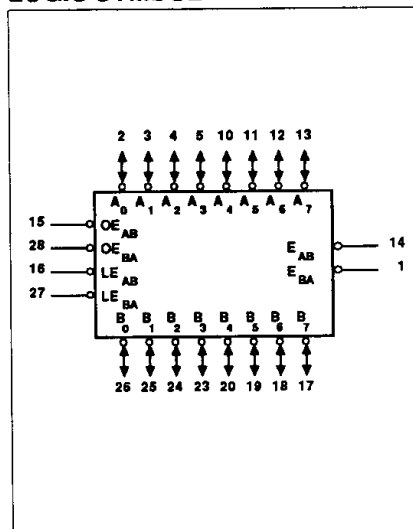 2 3 4 5 10 11 12 13
A0 A1 A2 A3 A4 A5 A6 A7
15 OEAB
28 OEBA
16 LEAB
27 LEBA
EAB 14
EBA 1
B0 B1 B2 B3 B4 B5 B6 B7
26 25 24 23 20 19 18 17